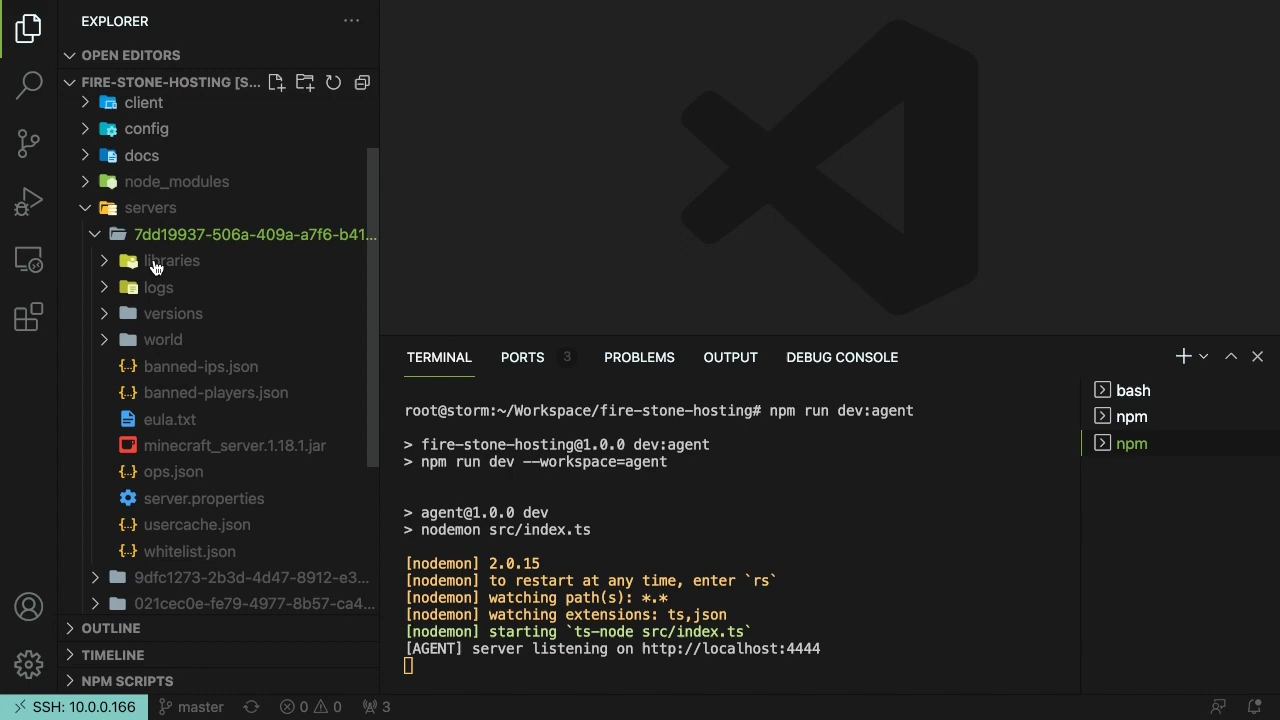 EXPLORER
OPEN EDITORS
FIRE-STONE-HOSTING [S...
client
config
docs
node_modules
servers
7dd19937-506a-409a-a7f6-b41...
libraries
logs
versions
world
banned-ips.json
banned-players.json
eula.txt
minecraft_server.1.18.1.jar
ops.json
server.properties
usercache.json
whitelist.json
9dfc1273-2b3d-4d47-8912-e3...
021cec0e-fe79-4977-8b57-ca4...
OUTLINE
TIMELINE
NPM SCRIPTS
TERMINAL PORTS 3 PROBLEMS OUTPUT DEBUG CONSOLE
root@storm:~/Workspace/fire-stone-hosting# npm run dev:agent
> fire-stone-hosting@1.0.0 dev:agent
> npm run dev --workspace=agent
> agent@1.0.0 dev
> nodemon src/index.ts
[nodemon] 2.0.15
[nodemon] to restart at any time, enter `rs`
[nodemon] watching path(s): *.*
[nodemon] watching extensions: ts,json
[nodemon] starting `ts-node src/index.ts`
[AGENT] server listening on http://localhost:4444
bash
npm
npm
SSH: 10.0.0.166 master 0 0 3